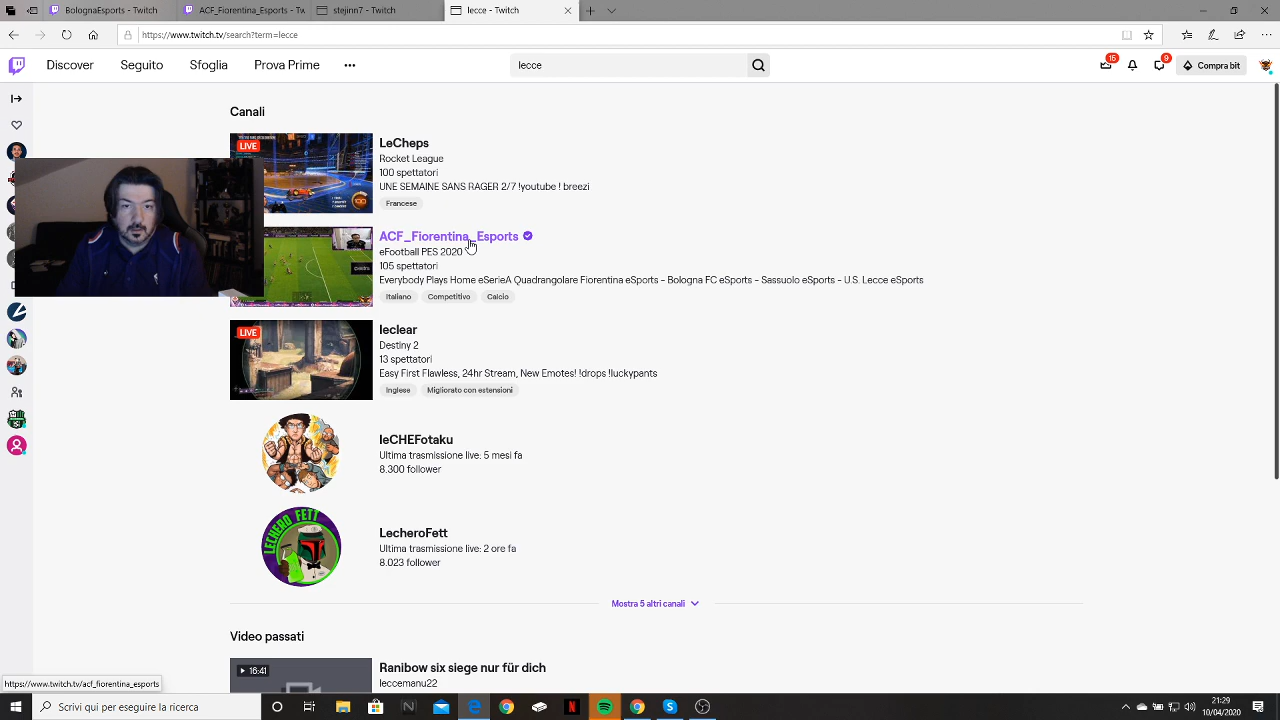 BolognaEsports - Twitch
ACF_Fiorentina_Esports - Tw
stejinn7 - Twitch
lecce - Twitch
https://www.twitch.tv/search?term=lecce
Discover
Seguito
Sfoglia
Prova Prime
lecce
15
9
Compra bit
Canali
LIVE
LeCheps
Rocket League
100 spettatori
UNE SEMAINE SANS RAGER 2/7 !youtube ! breezi
Francese
ACF_Fiorentina_Esports
eFootball PES 2020
105 spettatori
Everybody Plays Home eSerieA Quadrangolare Fiorentina eSports - Bologna FC eSports - Sassuolo eSports - U.S. Lecce eSports
Italiano
Competitivo
Calcio
LIVE
leclear
Destiny 2
13 spettatori
Easy First Flawless, 24hr Stream, New Emotes! !drops !luckypants
Inglese
Migliorato con estensioni
leCHEFotaku
Ultima trasmissione live: 5 mesi fa
8.300 follower
LECHERO FETT
LecheroFett
Ultima trasmissione live: 2 ore fa
8.023 follower
Mostra 5 altri canali
Video passati
16:41
Ranibow six siege nur für dich
leccemanu22
https://www.twitch.tv/acf_fiorentina_esports
Scrivi qui per eseguire la ricerca
21:29
10/04/2020